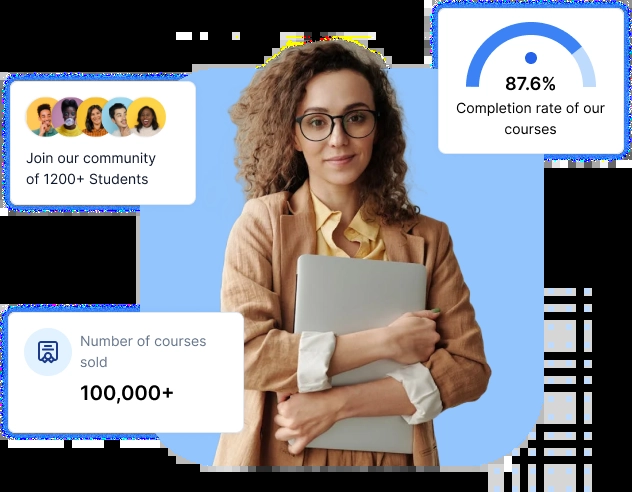 87.6%
Completion rate of our
courses
Join our community
of 1200+ Students
Number of courses
sold
100,000+